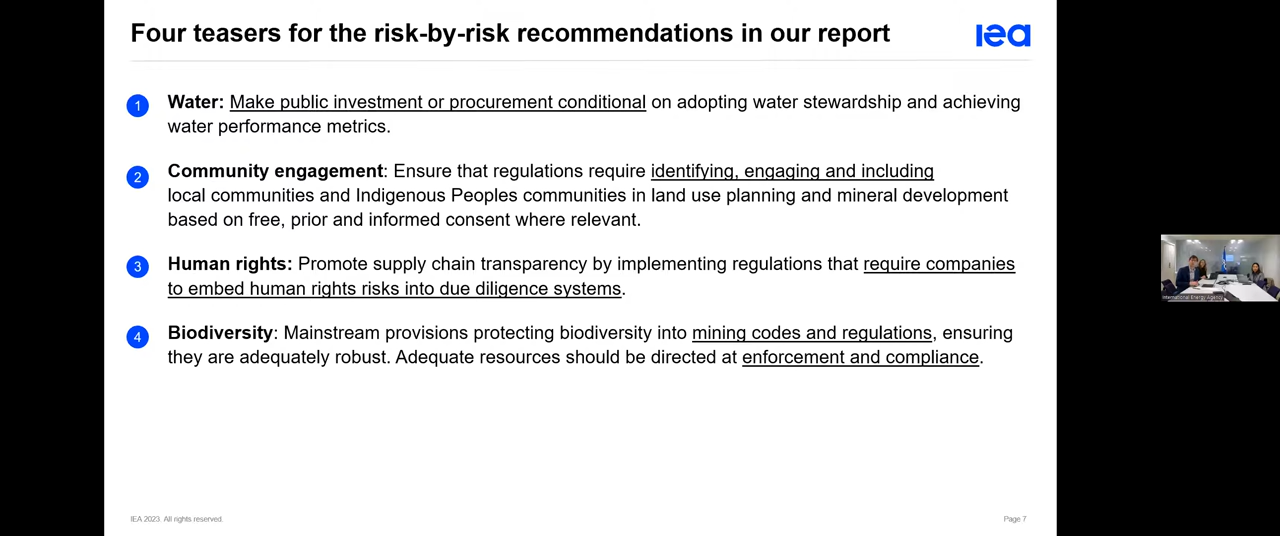 Four teasers for the risk-by-risk recommendations in our report
iea
1
Water: Make public investment or procurement conditional on adopting water stewardship and achieving
water performance metrics.
2
Community engagement: Ensure that regulations require identifying, engaging and including
local communities and Indigenous Peoples communities in land use planning and mineral development
based on free, prior and informed consent where relevant.
3
Human rights: Promote supply chain transparency by implementing regulations that require companies
to embed human rights risks into due diligence systems.
4
Biodiversity: Mainstream provisions protecting biodiversity into mining codes and regulations, ensuring
they are adequately robust. Adequate resources should be directed at enforcement and compliance.
International Energy Agency
IEA 2023. All rights reserved.
Page 7